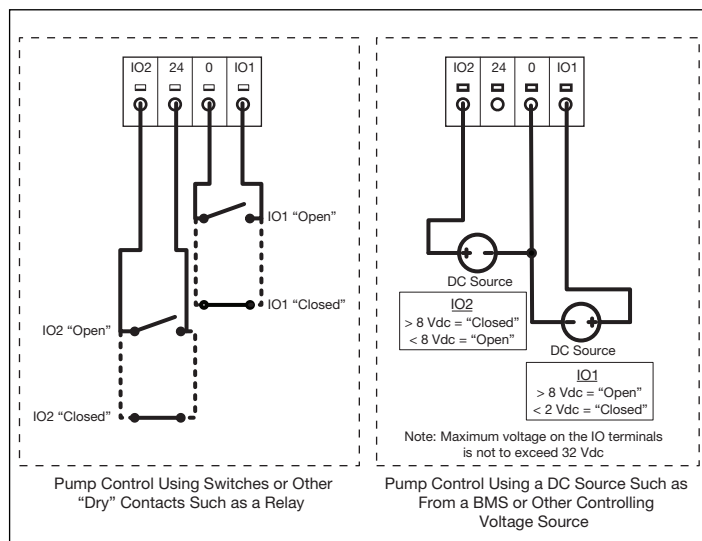 IO2 24 0 IO1
IO1 “Open”
IO1 “Closed”
IO2 “Open”
IO2 “Closed”
Pump Control Using Switches or Other
“Dry” Contacts Such as a Relay
IO2 24 0 IO1
- +
DC Source
IO2
> 8 Vdc = “Closed”
< 8 Vdc = “Open”
- +
DC Source
IO1
> 8 Vdc = “Open”
< 2 Vdc = “Closed”
Note: Maximum voltage on the IO terminals
is not to exceed 32 Vdc
Pump Control Using a DC Source Such as
From a BMS or Other Controlling
Voltage Source